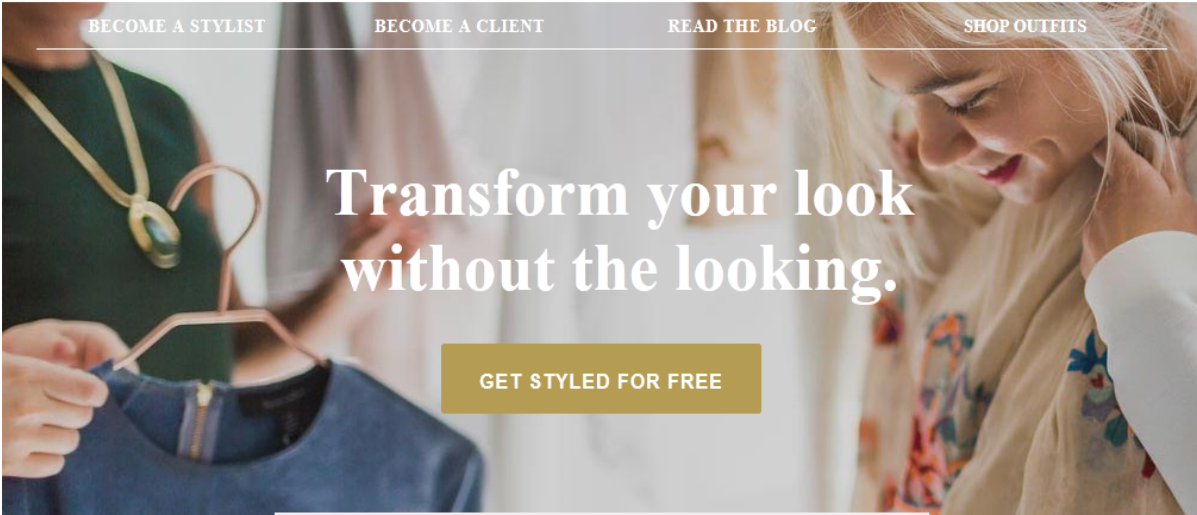 BECOME A STYLIST
BECOME A CLIENT
READ THE BLOG
SHOP OUTFITS
Transform your look
without the looking.
GET STYLED FOR FREE